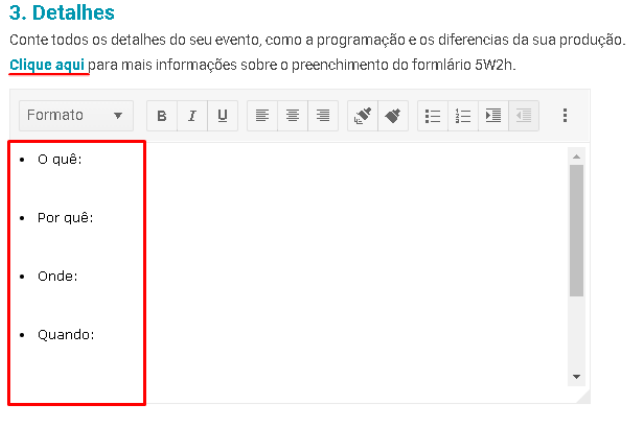 3. Detalhes
Conte todos os detalhes do seu evento, como a programação e os diferencias da sua produção.
Clique aqui para mais informações sobre o preenchimento do formlário 5W2h.
Formato B I U
• O quê:
• Por quê:
• Onde:
• Quando: